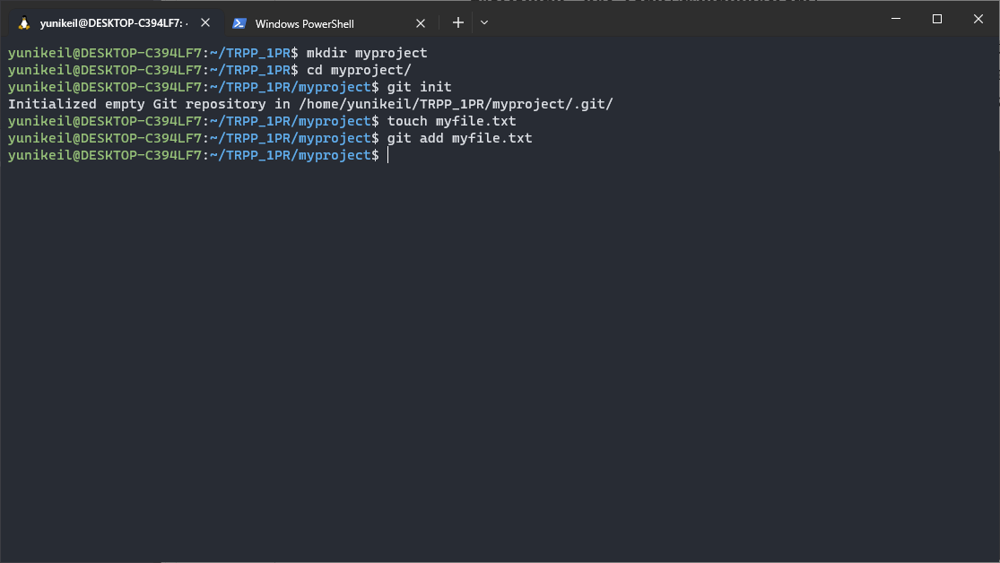 yunikeil@DESKTOP-C394LF7: ·
Windows PowerShell
yunikeil@DESKTOP-C394LF7:~/TRPP_1PR$ mkdir myproject
yunikeil@DESKTOP-C394LF7:~/TRPP_1PR$ cd myproject/
yunikeil@DESKTOP-C394LF7:~/TRPP_1PR/myproject$ git init
Initialized empty Git repository in /home/yunikeil/TRPP_1PR/myproject/.git/
yunikeil@DESKTOP-C394LF7:~/TRPP_1PR/myproject$ touch myfile.txt
yunikeil@DESKTOP-C394LF7:~/TRPP_1PR/myproject$ git add myfile.txt
yunikeil@DESKTOP-C394LF7:~/TRPP_1PR/myproject$